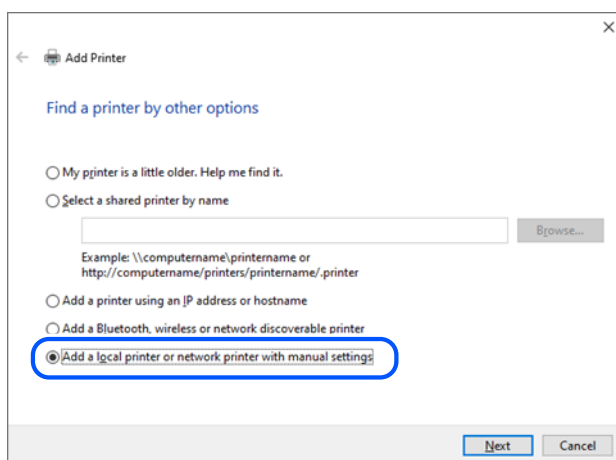 Add Printer
Find a printer by other options
My printer is a little older. Help me find it.
Select a shared printer by name
Browse...
Example: \\computername\printername or
http://computername/printers/printername/.printer
Add a printer using an IP address or hostname
Add a Bluetooth, wireless or network discoverable printer
Add a local printer or network printer with manual settings
Next Cancel